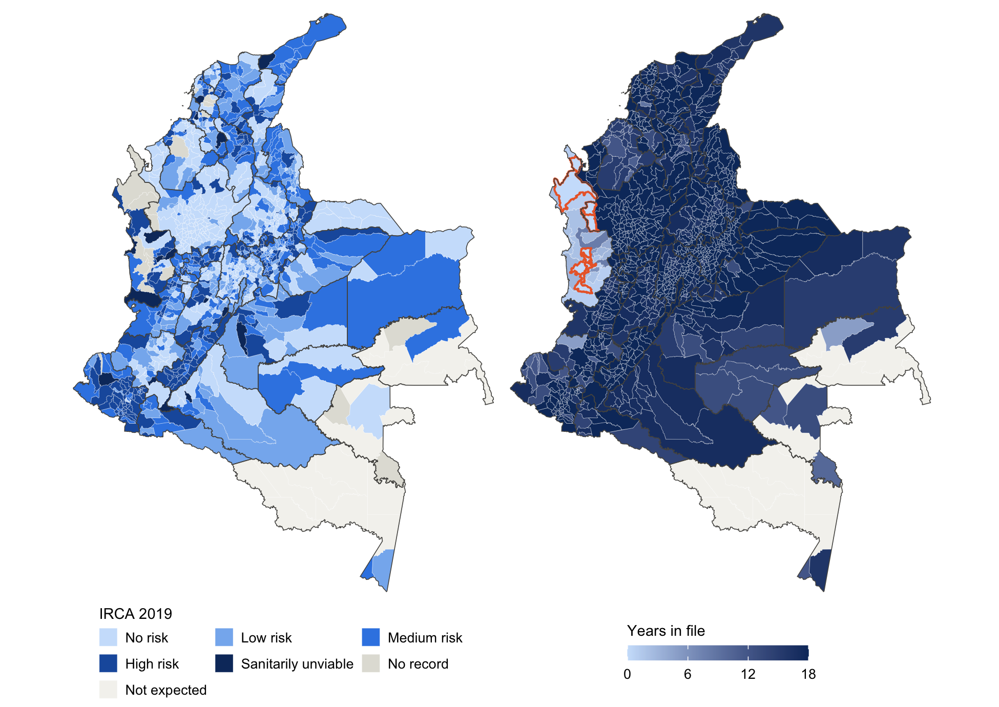 IRCA 2019
No risk
Low risk
Medium risk
High risk
Sanitarily unviable
No record
Not expected
Years in file
0 6 12 18